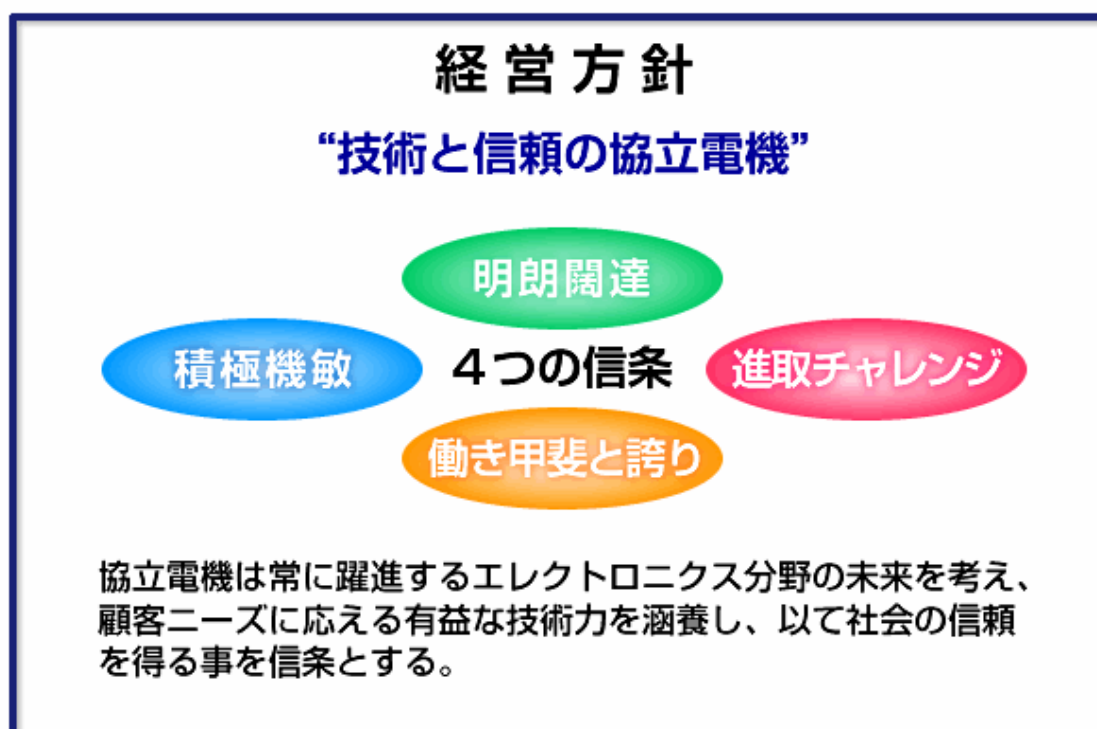 経営方針
“技術と信頼の協立電機”
明朗闊達
積極機敏
４つの信条
進取チャレンジ
働き甲斐と誇り
協立電機は常に躍進するエレクトロニクス分野の未来を考え、
顧客ニーズに応える有益な技術力を涵養し、以て社会の信頼
を得る事を信条とする。